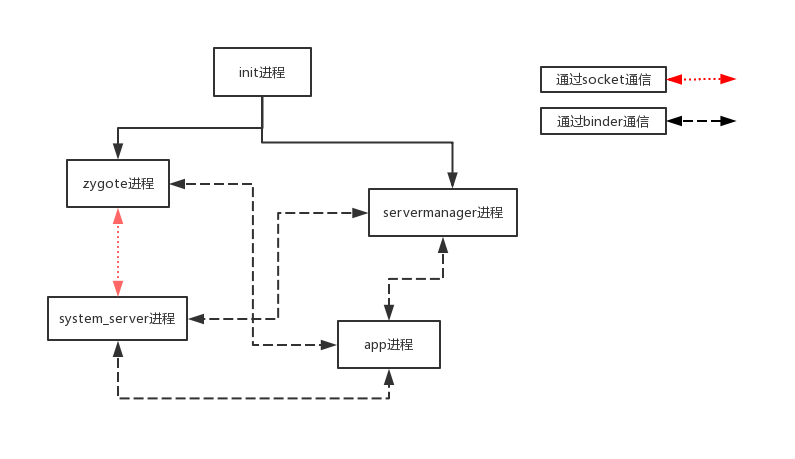 init进程
通过socket通信
通过binder通信
zygote进程
servermanager进程
system_server进程
app进程